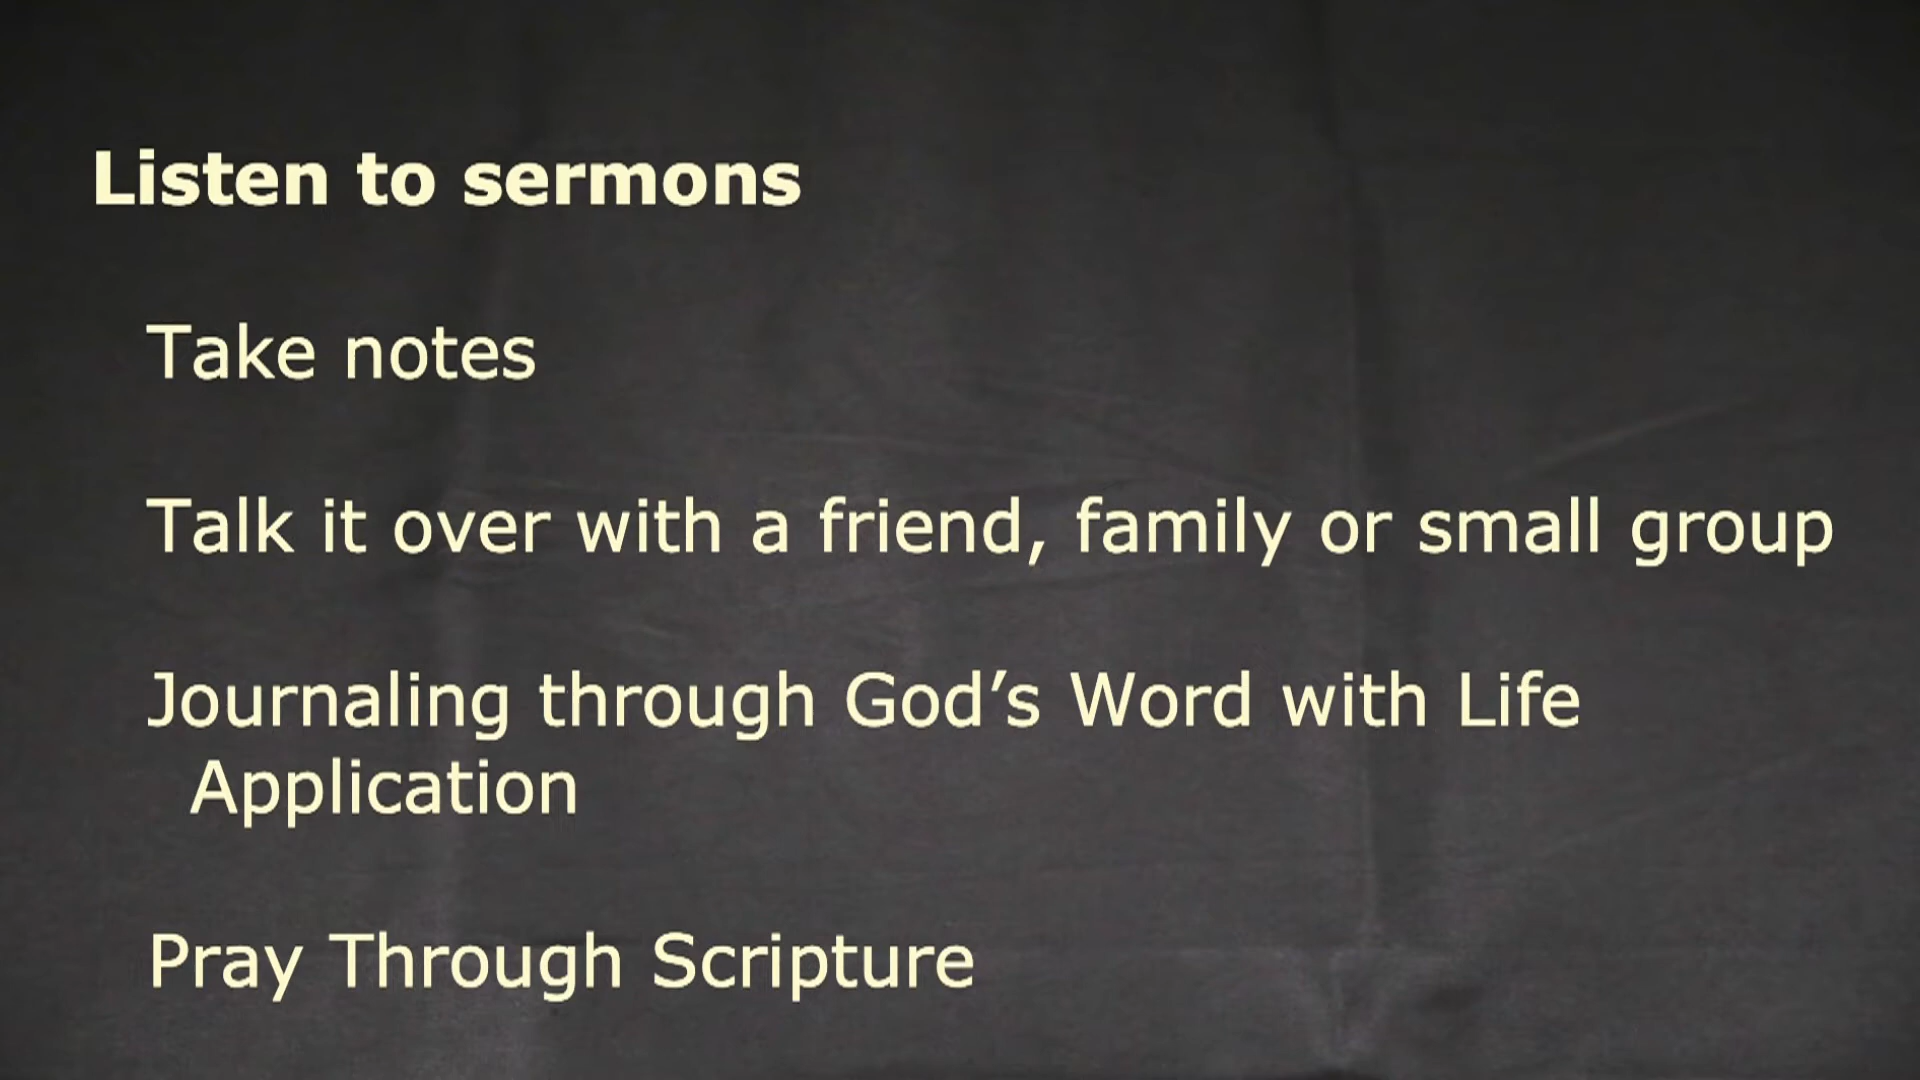 Listen to sermons
Take notes
Talk it over with a friend, family or small group
Journaling through God’s Word with Life
Application
Pray Through Scripture